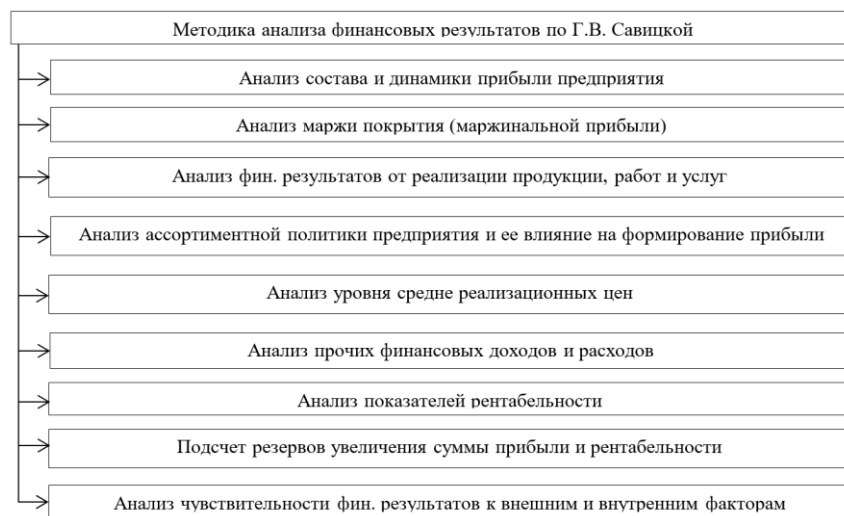 Методика анализа финансовых результатов по Г.В. Савицкой
Анализ состава и динамики прибыли предприятия
Анализ маржи покрытия (маржинальной прибыли)
Анализ фин. результатов от реализации продукции, работ и услуг
Анализ ассортиментной политики предприятия и ее влияние на формирование прибыли
Анализ уровня средне реализационных цен
Анализ прочих финансовых доходов и расходов
Анализ показателей рентабельности
Подсчет резервов увеличения суммы прибыли и рентабельности
Анализ чувствительности фин. результатов к внешним и внутренним факторам